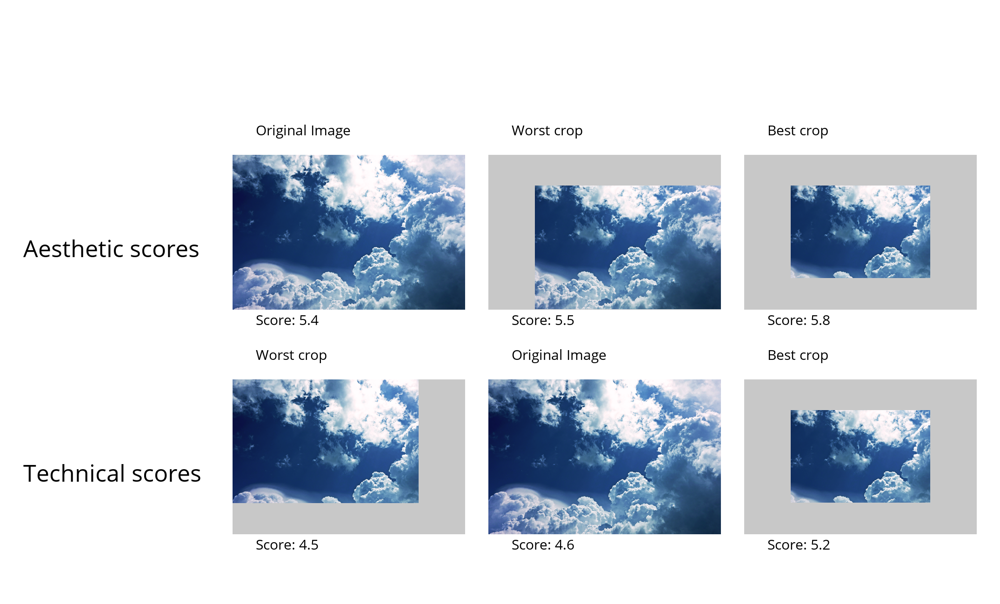 Original Image
Worst crop
Best crop
Aesthetic scores
Score: 5.4
Score: 5.5
Score: 5.8
Worst crop
Original Image
Best crop
Technical scores
Score: 4.5
Score: 4.6
Score: 5.2